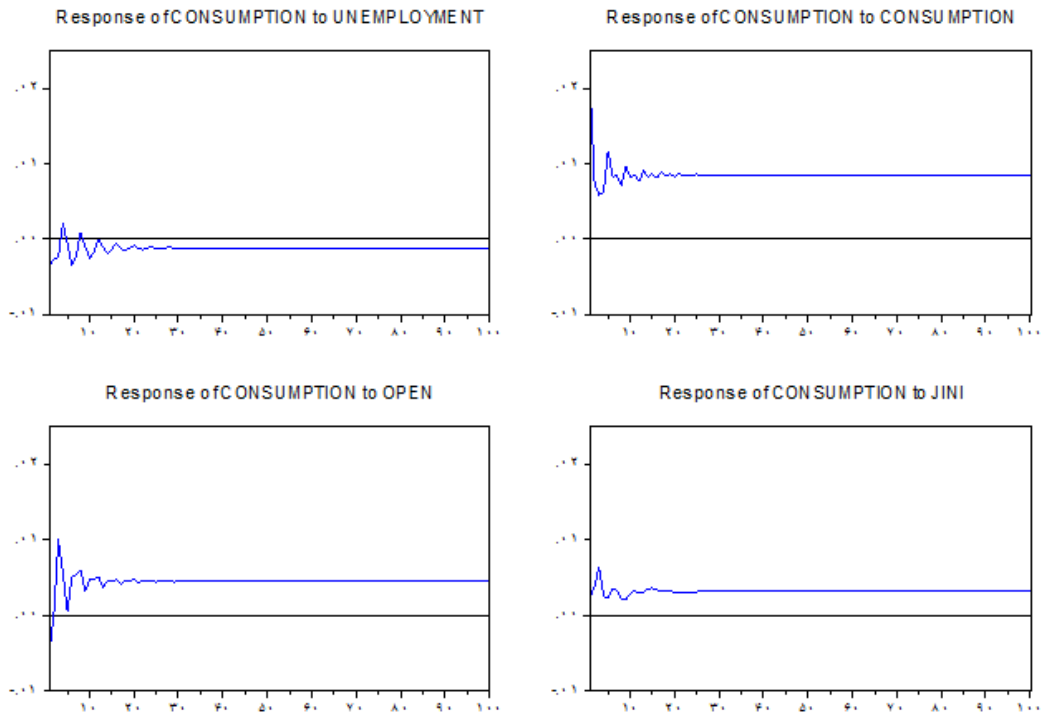 Response of CONSUMPTION to UNEMPLOYMENT
.۰۲
.۰۱
.۰۰
-.۰۱
۱۰ ۲۰ ۳۰ ۴۰ ۵۰ ۶۰ ۷۰ ۸۰ ۹۰ ۱۰۰
Response of CONSUMPTION to CONSUMPTION
.۰۲
.۰۱
.۰۰
-.۰۱
۱۰ ۲۰ ۳۰ ۴۰ ۵۰ ۶۰ ۷۰ ۸۰ ۹۰ ۱۰۰
Response of CONSUMPTION to OPEN
.۰۲
.۰۱
.۰۰
-.۰۱
۱۰ ۲۰ ۳۰ ۴۰ ۵۰ ۶۰ ۷۰ ۸۰ ۹۰ ۱۰۰
Response of CONSUMPTION to JINI
.۰۲
.۰۱
.۰۰
-.۰۱
۱۰ ۲۰ ۳۰ ۴۰ ۵۰ ۶۰ ۷۰ ۸۰ ۹۰ ۱۰۰